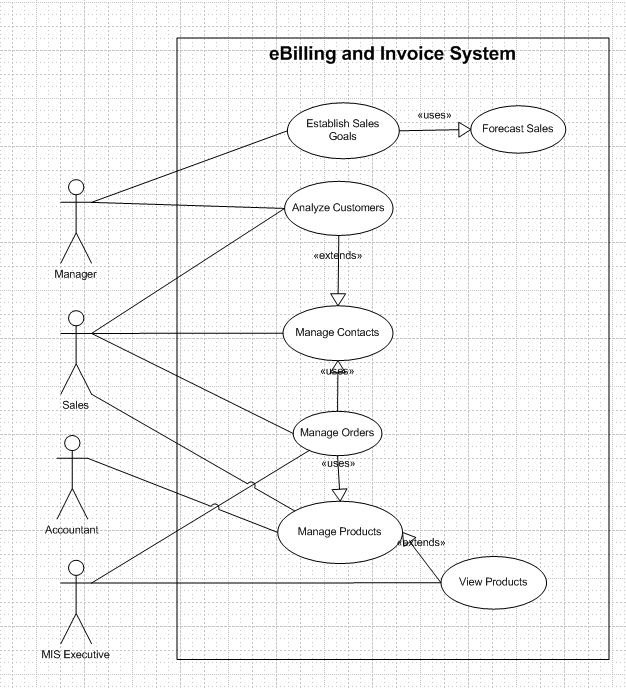 eBilling and Invoice System
Establish Sales
Goals
«uses»
Forecast Sales
Analyze Customers
Manager
«extends»
Manage Contacts
«uses»
Sales
Manage Orders
«uses»
Accountant
Manage Products
«extends»
View Products
MIS Executive